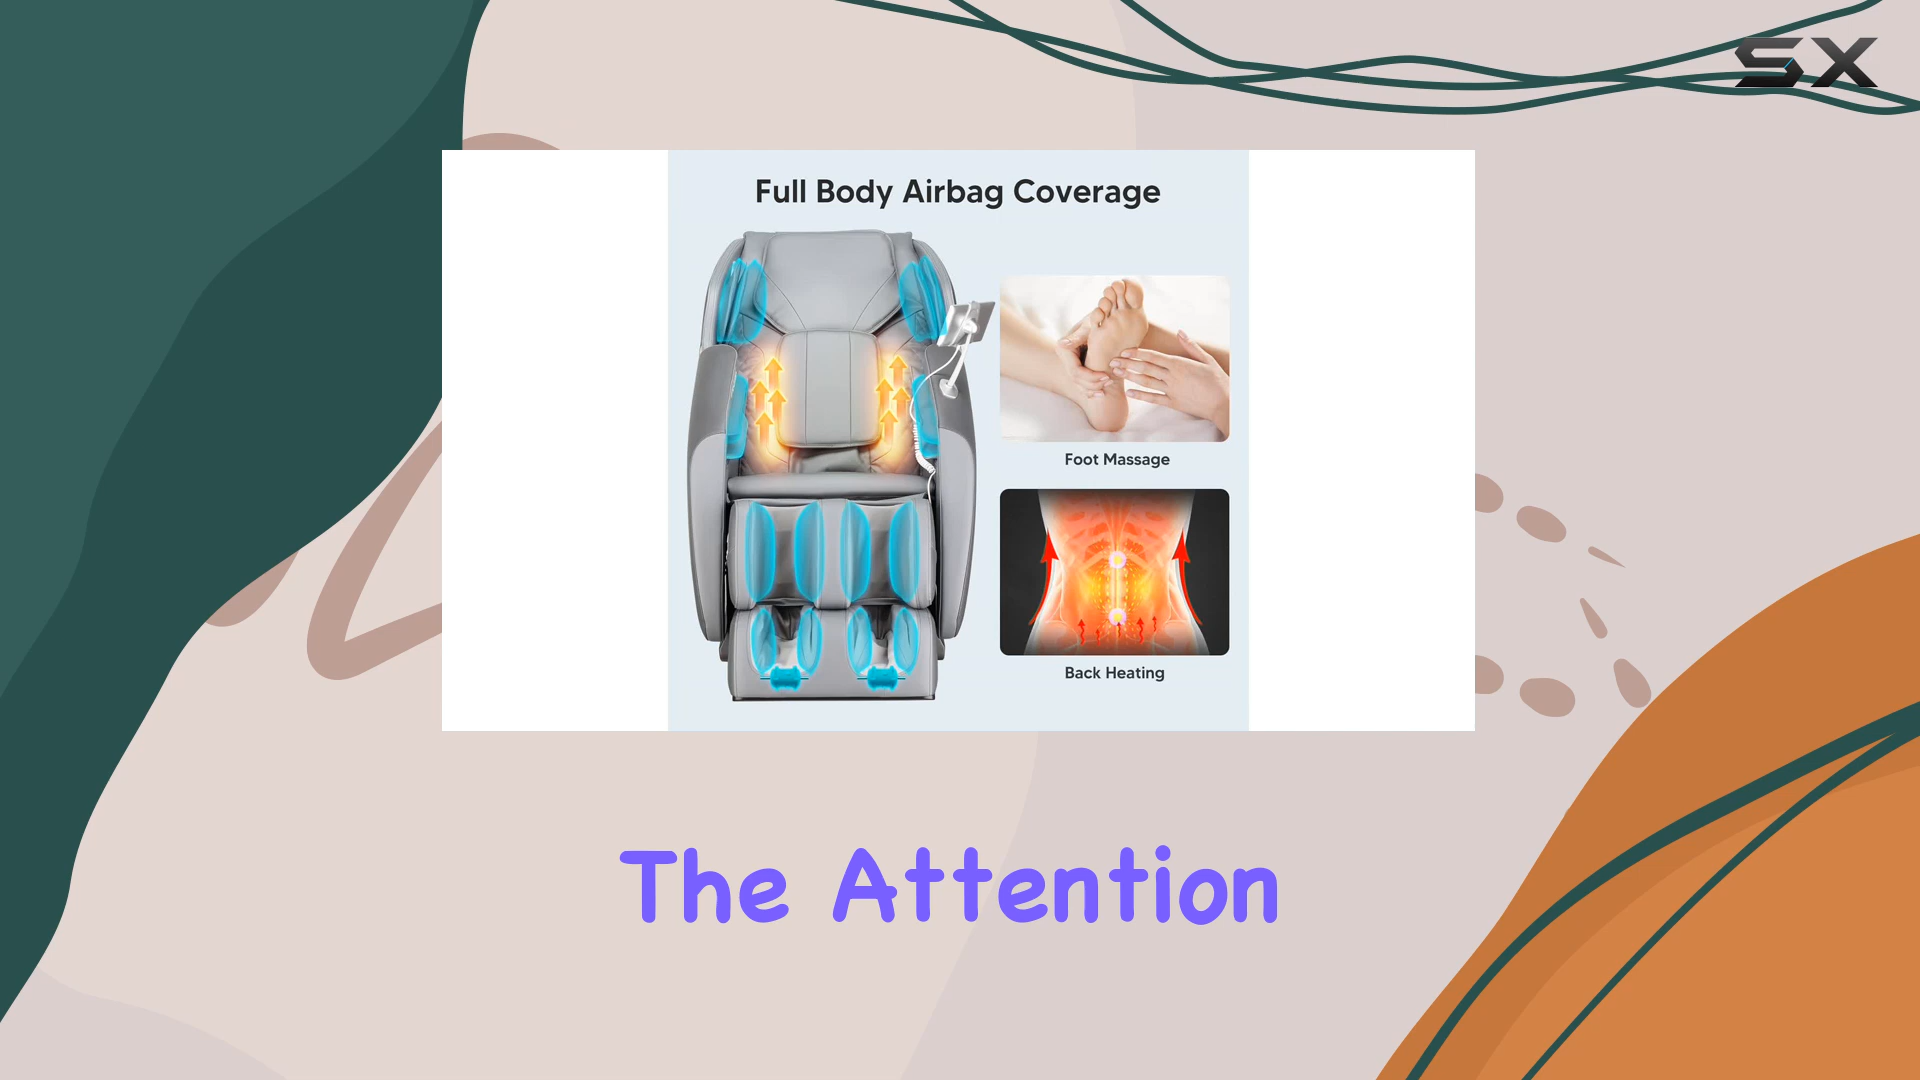 SX
Full Body Airbag Coverage
Foot Massage
Back Heating
The Attention